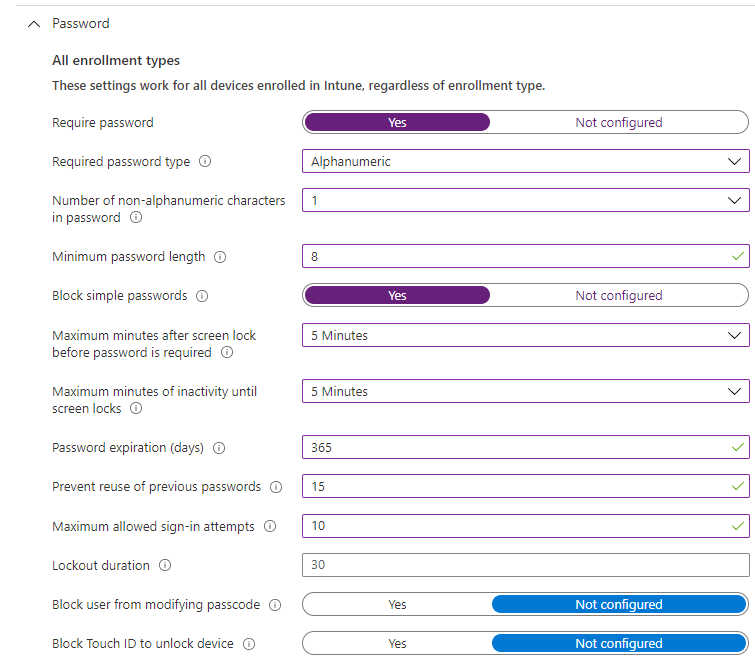 Password
All enrollment types
These settings work for all devices enrolled in Intune, regardless of enrollment type.
Require password Yes Not configured
Required password type Alphanumeric
Number of non-alphanumeric characters 1
in password
Minimum password length 8
Block simple passwords Yes Not configured
Maximum minutes after screen lock 5 Minutes
before password is required
Maximum minutes of inactivity until 5 Minutes
screen locks
Password expiration (days) 365
Prevent reuse of previous passwords 15
Maximum allowed sign-in attempts 10
Lockout duration 30
Block user from modifying passcode Yes Not configured
Block Touch ID to unlock device Yes Not configured